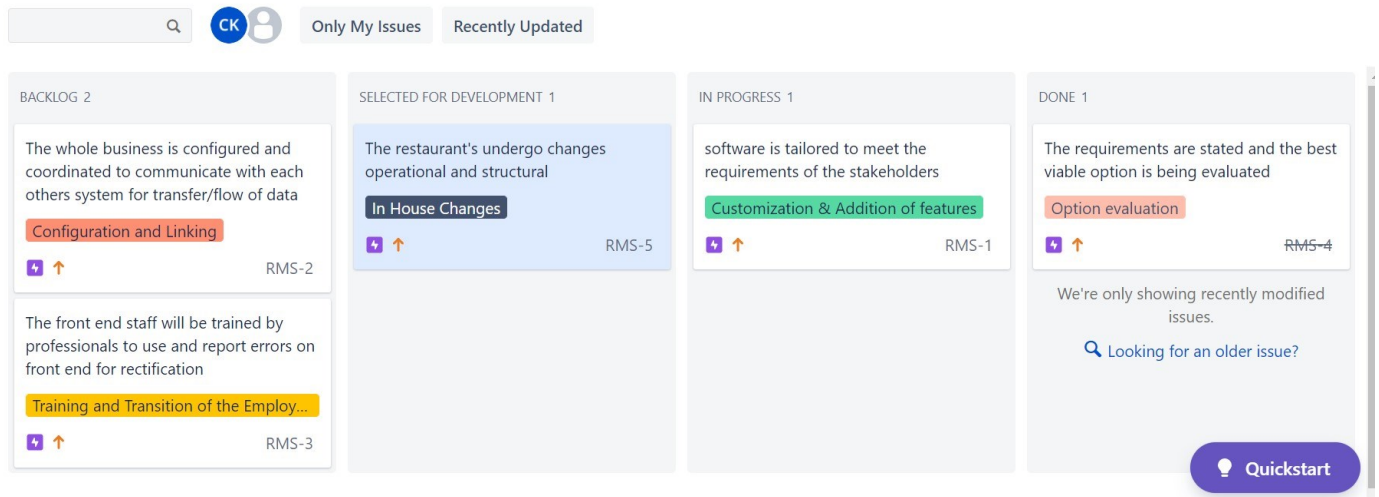 CK
Only My Issues
Recently Updated
BACKLOG 2
The whole business is configured and
coordinated to communicate with each
others system for transfer/flow of data
Configuration and Linking
RMS-2
The front end staff will be trained by
professionals to use and report errors on
front end for rectification
Training and Transition of the Employ...
RMS-3
SELECTED FOR DEVELOPMENT 1
The restaurant's undergo changes
operational and structural
In House Changes
RMS-5
IN PROGRESS 1
software is tailored to meet the
requirements of the stakeholders
Customization & Addition of features
RMS-1
DONE 1
The requirements are stated and the best
viable option is being evaluated
Option evaluation
RMS-4
We're only showing recently modified
issues.
Looking for an older issue?
Quickstart